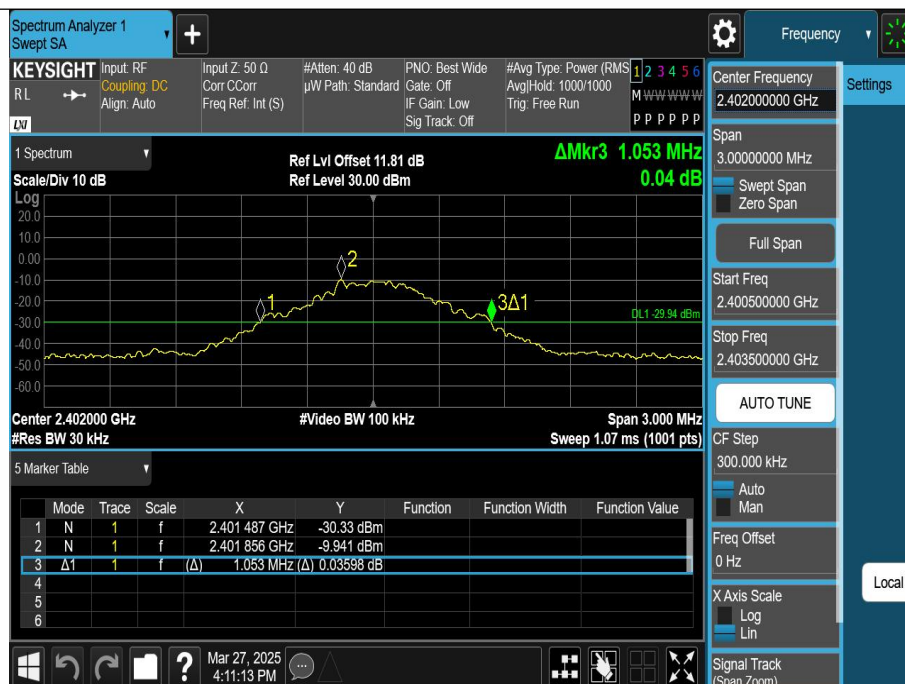 Spectrum Analyzer 1
Swept SA
+
Frequency
KEYSIGHT
RL
LXI
Input: RF
Coupling: DC
Align: Auto
Input Z: 50 Ω
Corr CCorr
Freq Ref: Int (S)
#Atten: 40 dB
µW Path: Standard
PNO: Best Wide
Gate: Off
IF Gain: Low
Sig Track: Off
#Avg Type: Power (RMS
Avg|Hold: 1000/1000
Trig: Free Run
1 2 3 4 5 6
M W W W W W
P P P P P P
1 Spectrum
Scale/Div 10 dB
Ref Lvl Offset 11.81 dB
Ref Level 30.00 dBm
ΔMkr3 1.053 MHz
0.04 dB
Log
20.0
10.0
0.00
-10.0
-20.0
-30.0
-40.0
-50.0
-60.0
1
2
3Δ1
DL1 -29.94 dBm
Center 2.402000 GHz
#Res BW 30 kHz
#Video BW 100 kHz
Span 3.000 MHz
Sweep 1.07 ms (1001 pts)
5 Marker Table
Mode Trace Scale X Y Function Function Width Function Value
1 N 1 f 2.401 487 GHz -30.33 dBm
2 N 1 f 2.401 856 GHz -9.941 dBm
3 Δ1 1 f (Δ) 1.053 MHz (Δ) 0.03598 dB
4
5
6
?
Mar 27, 2025
4:11:13 PM
Center Frequency
2.402000000 GHz
Span
3.00000000 MHz
Swept Span
Zero Span
Full Span
Start Freq
2.400500000 GHz
Stop Freq
2.403500000 GHz
AUTO TUNE
CF Step
300.000 kHz
Auto
Man
Freq Offset
0 Hz
X Axis Scale
Log
Lin
Signal Track
(Span Zoom)
Settings
Local